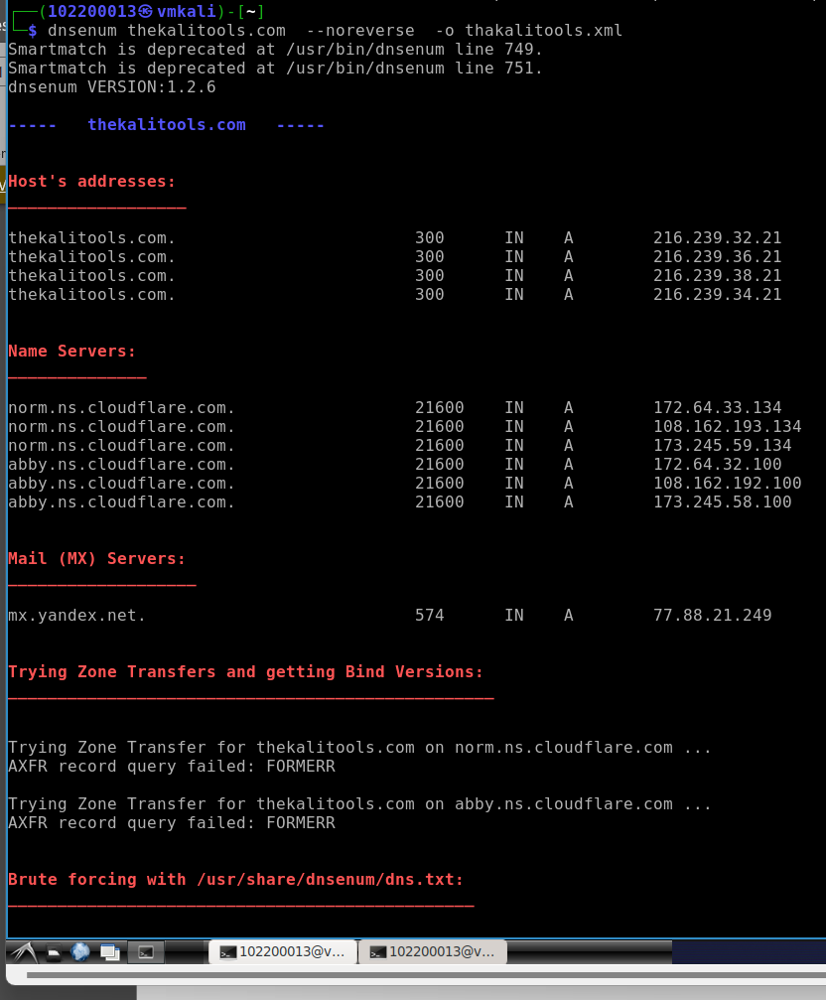 (102200013㉿vmkali)-[~]
$ dnsenum thekalitools.com  --noreverse  -o thakalitools.xml
Smartmatch is deprecated at /usr/bin/dnsenum line 749.
Smartmatch is deprecated at /usr/bin/dnsenum line 751.
dnsenum VERSION:1.2.6
-----   thekalitools.com   -----
Host's addresses:
thekalitools.com. 300 IN A 216.239.32.21
thekalitools.com. 300 IN A 216.239.36.21
thekalitools.com. 300 IN A 216.239.38.21
thekalitools.com. 300 IN A 216.239.34.21
Name Servers:
norm.ns.cloudflare.com. 21600 IN A 172.64.33.134
norm.ns.cloudflare.com. 21600 IN A 108.162.193.134
norm.ns.cloudflare.com. 21600 IN A 173.245.59.134
abby.ns.cloudflare.com. 21600 IN A 172.64.32.100
abby.ns.cloudflare.com. 21600 IN A 108.162.192.100
abby.ns.cloudflare.com. 21600 IN A 173.245.58.100
Mail (MX) Servers:
mx.yandex.net. 574 IN A 77.88.21.249
Trying Zone Transfers and getting Bind Versions:
Trying Zone Transfer for thekalitools.com on norm.ns.cloudflare.com ...
AXFR record query failed: FORMERR
Trying Zone Transfer for thekalitools.com on abby.ns.cloudflare.com ...
AXFR record query failed: FORMERR
Brute forcing with /usr/share/dnsenum/dns.txt:
102200013@v... 102200013@v...